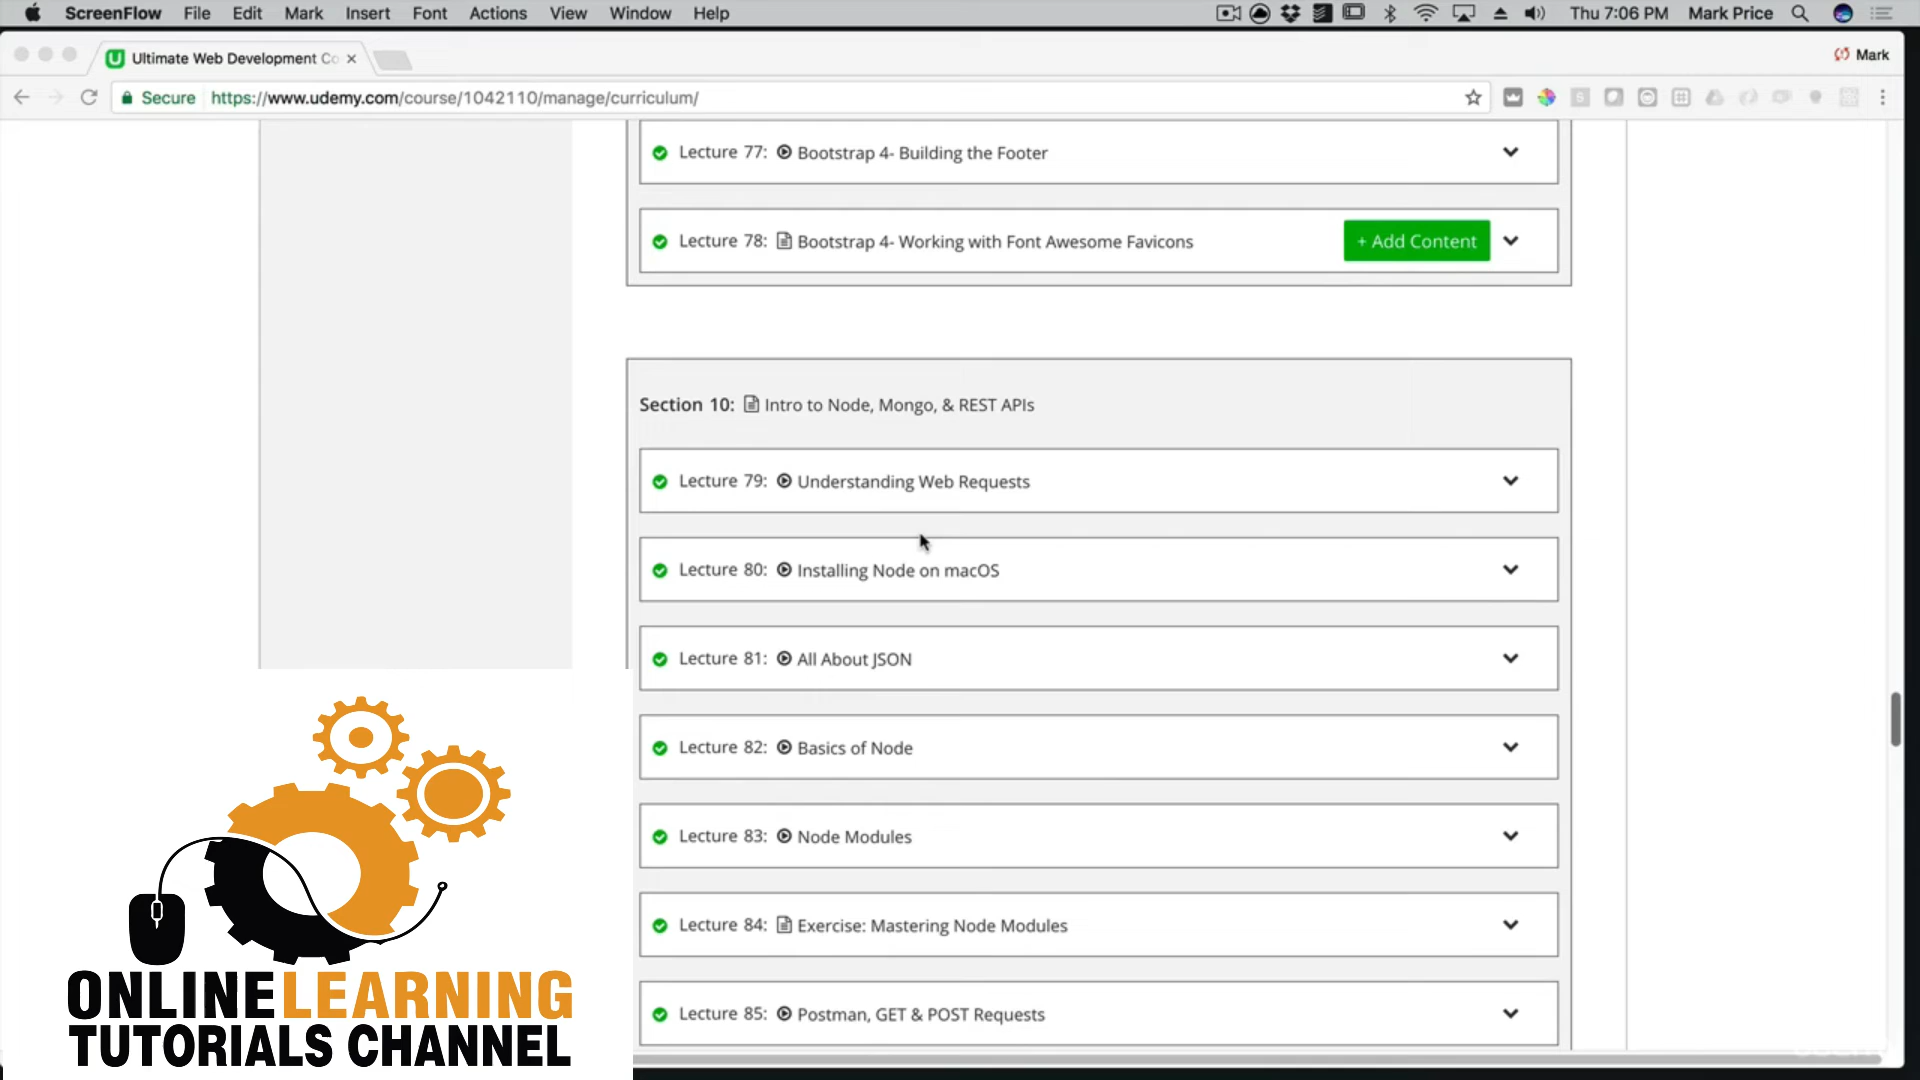 ScreenFlow File Edit Mark Insert Font Actions View Window Help Thu 7:06 PM Mark Price
Ultimate Web Development Co Mark
Secure https://www.udemy.com/course/1042110/manage/curriculum/
Lecture 77: Bootstrap 4- Building the Footer
Lecture 78: Bootstrap 4- Working with Font Awesome Favicons + Add Content
Section 10: Intro to Node, Mongo, & REST APIs
Lecture 79: Understanding Web Requests
Lecture 80: Installing Node on macOS
Lecture 81: All About JSON
Lecture 82: Basics of Node
Lecture 83: Node Modules
Lecture 84: Exercise: Mastering Node Modules
Lecture 85: Postman, GET & POST Requests
ONLINELEARNING
TUTORIALS CHANNEL